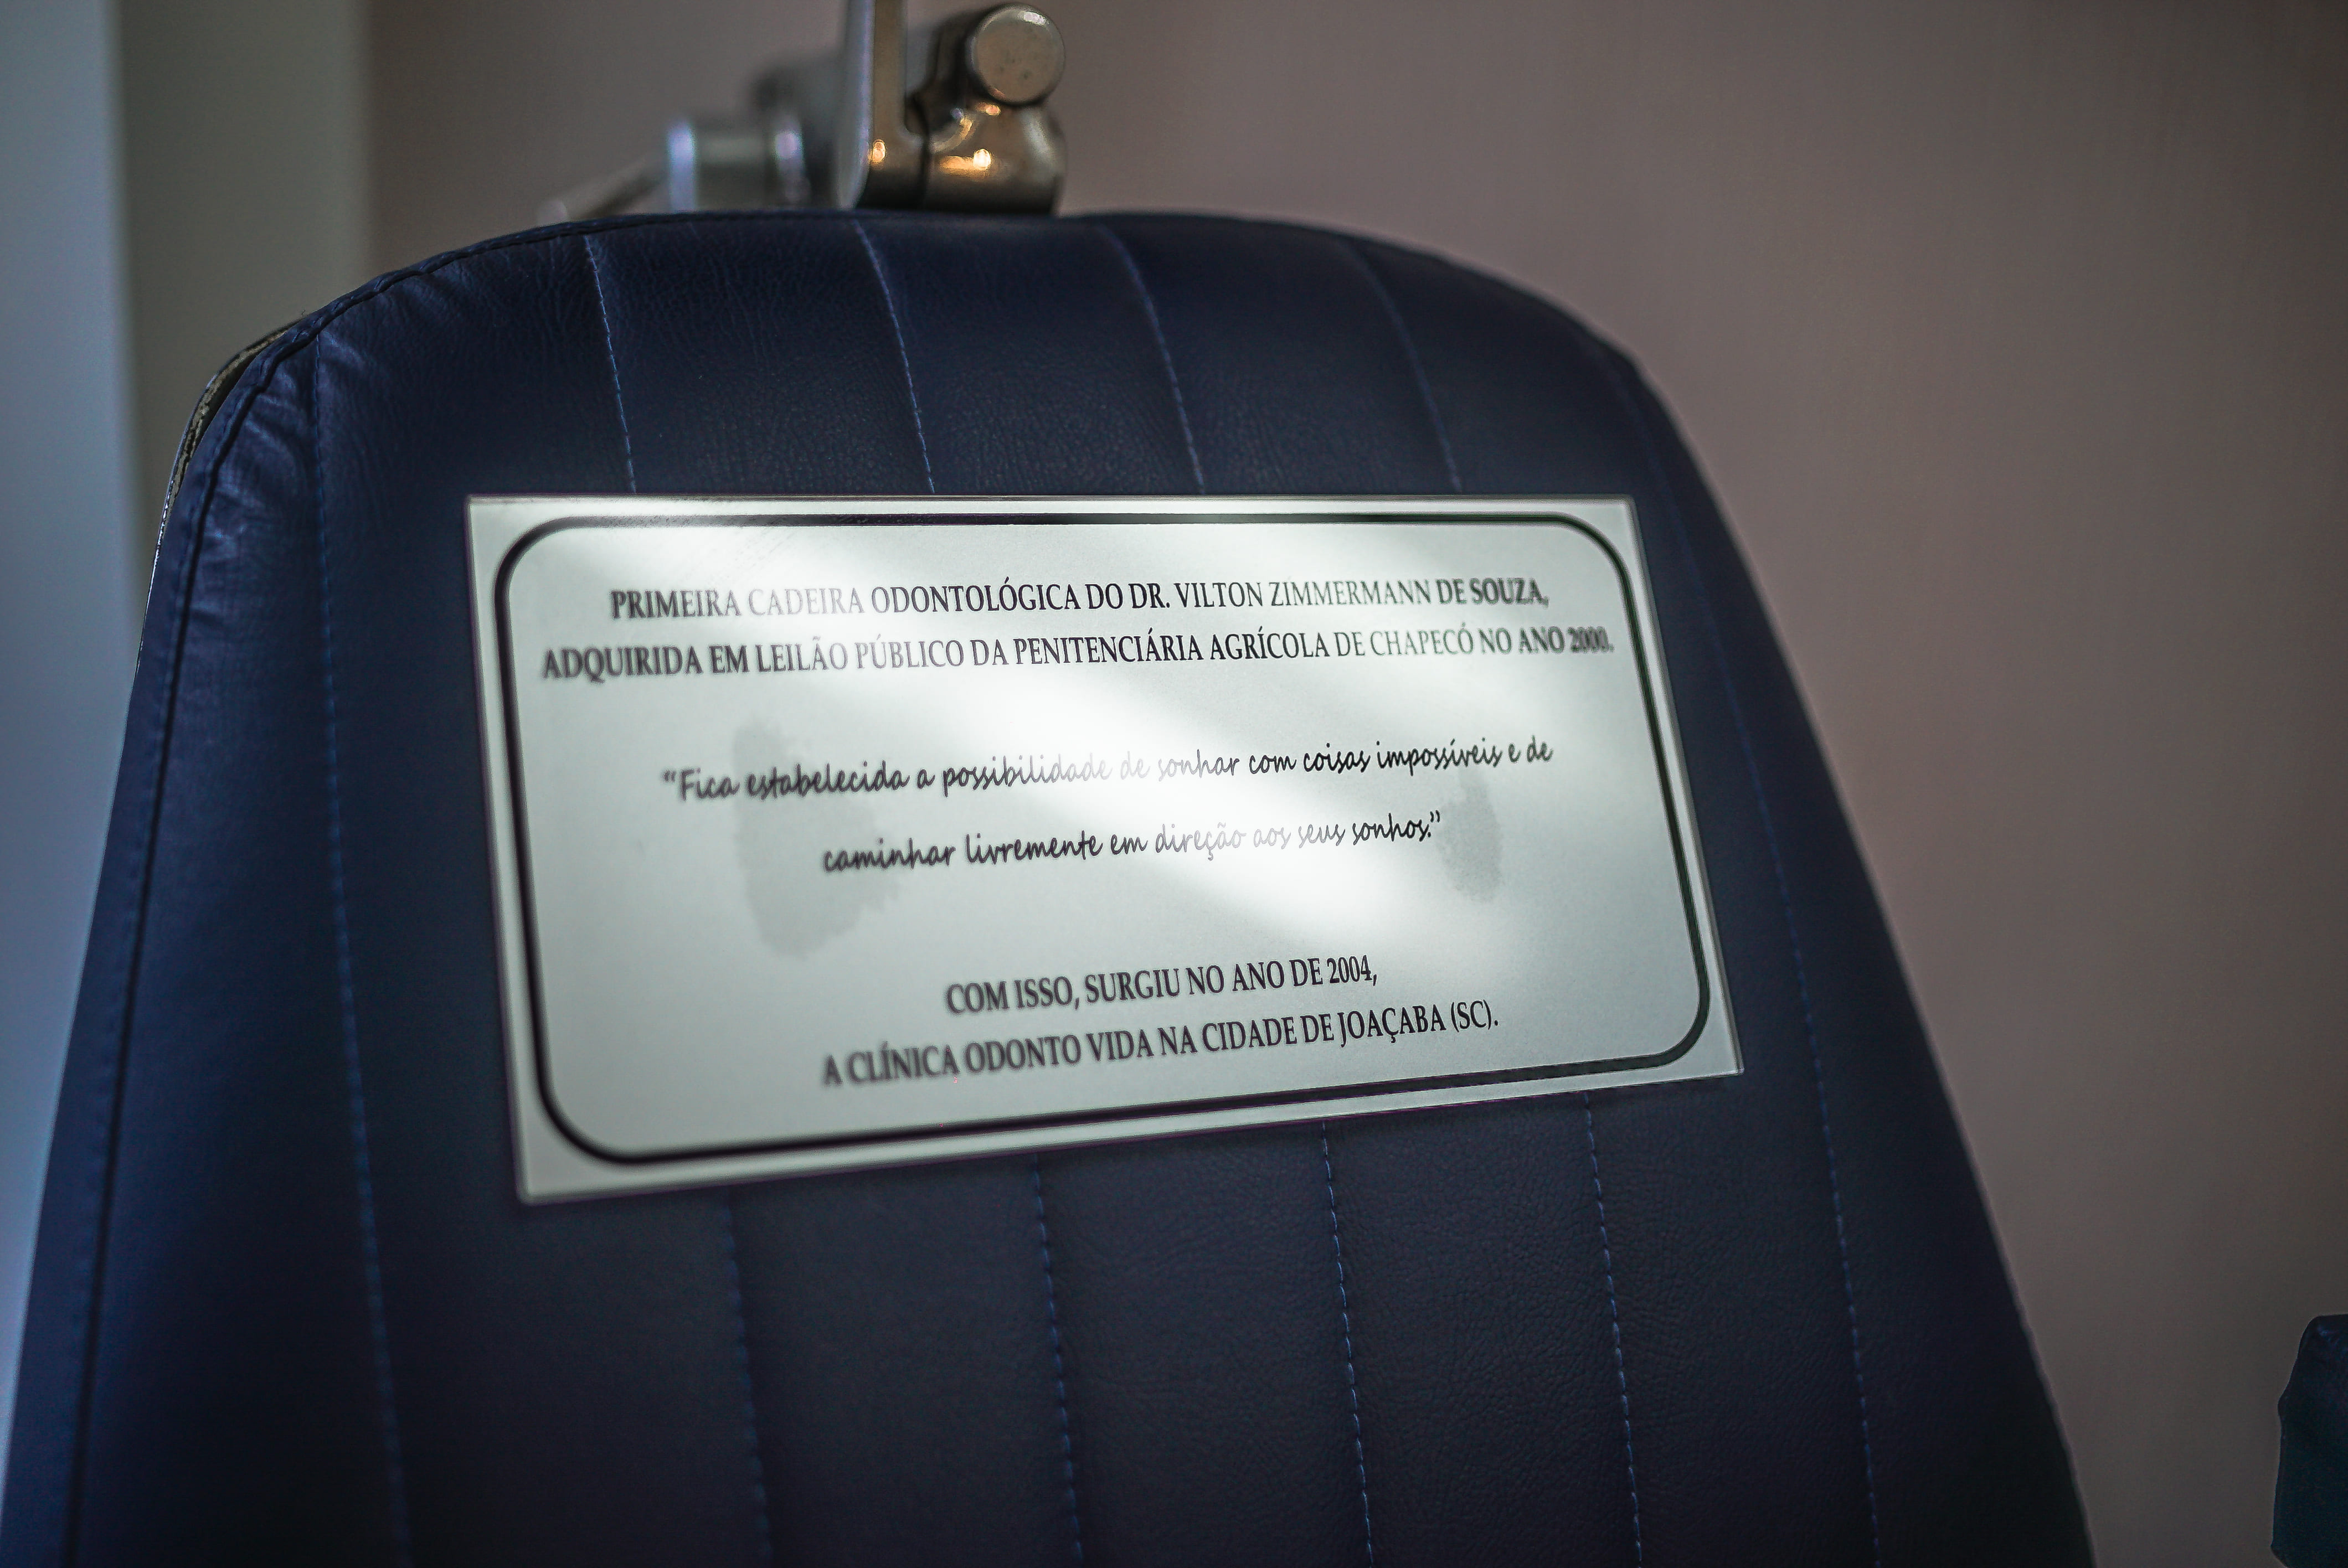 PRIMEIRA CADEIRA ODONTOLÓGICA DO DR. VILTON ZIMMERMANN DE SOUZA,
ADQUIRIDA EM LEILÃO PÚBLICO DA PENITENCIÁRIA AGRÍCOLA DE CHAPECÓ NO ANO 2000.
“Fica estabelecida a possibilidade de sonhar com coisas impossíveis e de
caminhar livremente em direção aos seus sonhos.”
COM ISSO, SURGIU NO ANO DE 2004,
A CLÍNICA ODONTO VIDA NA CIDADE DE JOAÇABA (SC).